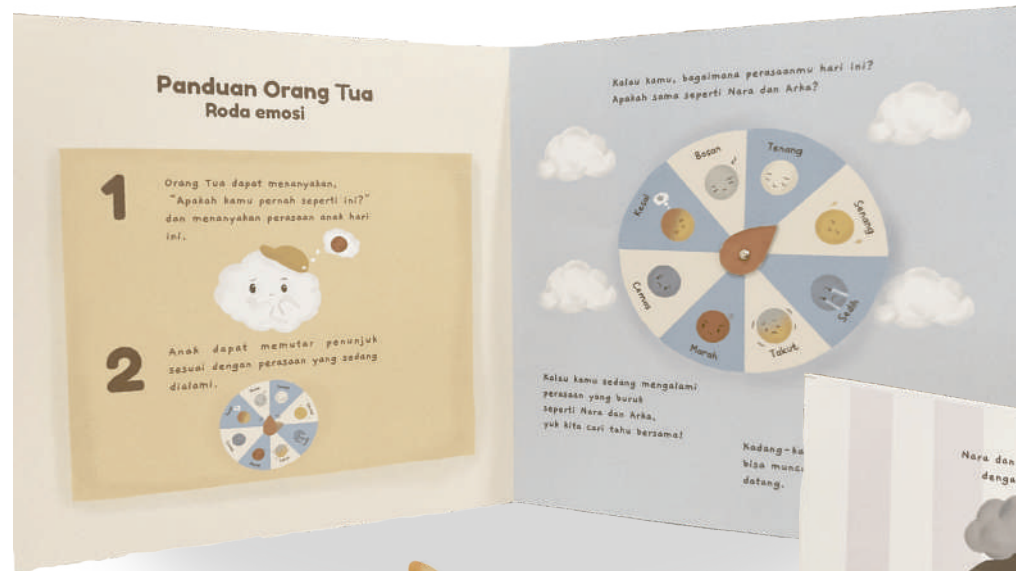 Panduan Orang Tua
Roda emosi
1
Orang Tua dapat menanyakan,
"Apakah kamu pernah seperti ini?"
dan menanyakan perasaan anak hari
ini.
2
Anak dapat memutar penunjuk
sesuai dengan perasaan yang sedang
dialami.
Kalau kamu, bagaimana perasaanmu hari ini?
Apakah sama seperti Nara dan Arka?
Bosan
Tenang
Senang
Sedih
Takut
Marah
Cemas
Kesal
Kalau kamu sedang mengalami
perasaan yang buruk
seperti Nara dan Arka,
yuk kita cari tahu bersama!
Kadang-ka
bisa munc
datang.
Nara dan
denga